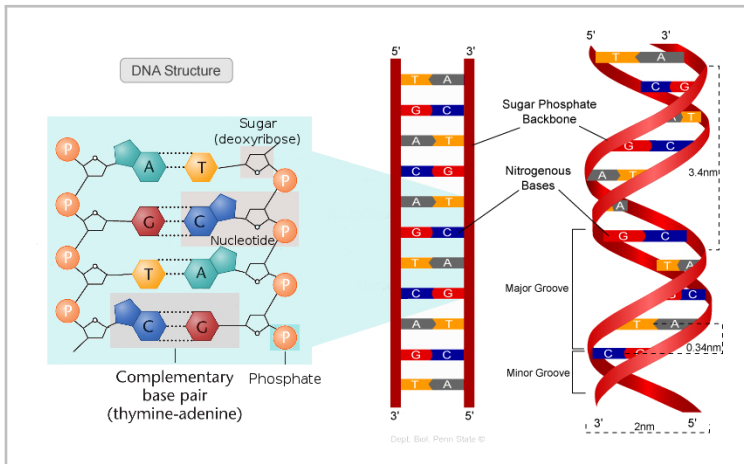 DNA Structure
Sugar
(deoxyribose)
P
A
T
P
P
G
C
P
Nucleotide
P
T
A
P
P
C
G
P
Complementary
base pair
(thymine-adenine)
Phosphate
5'
3'
T A
G C
A T
C G
A T
G C
T A
C G
A T
G C
T A
3'
5'
Dept. Biol. Penn State ©
Sugar Phosphate
Backbone
Nitrogenous
Bases
Major Groove
Minor Groove
5'
3'
T A
C G
A T
G C
A T
A
G C
T A
G C
T A
C G
3.4nm
0.34nm
3'
5'
2nm